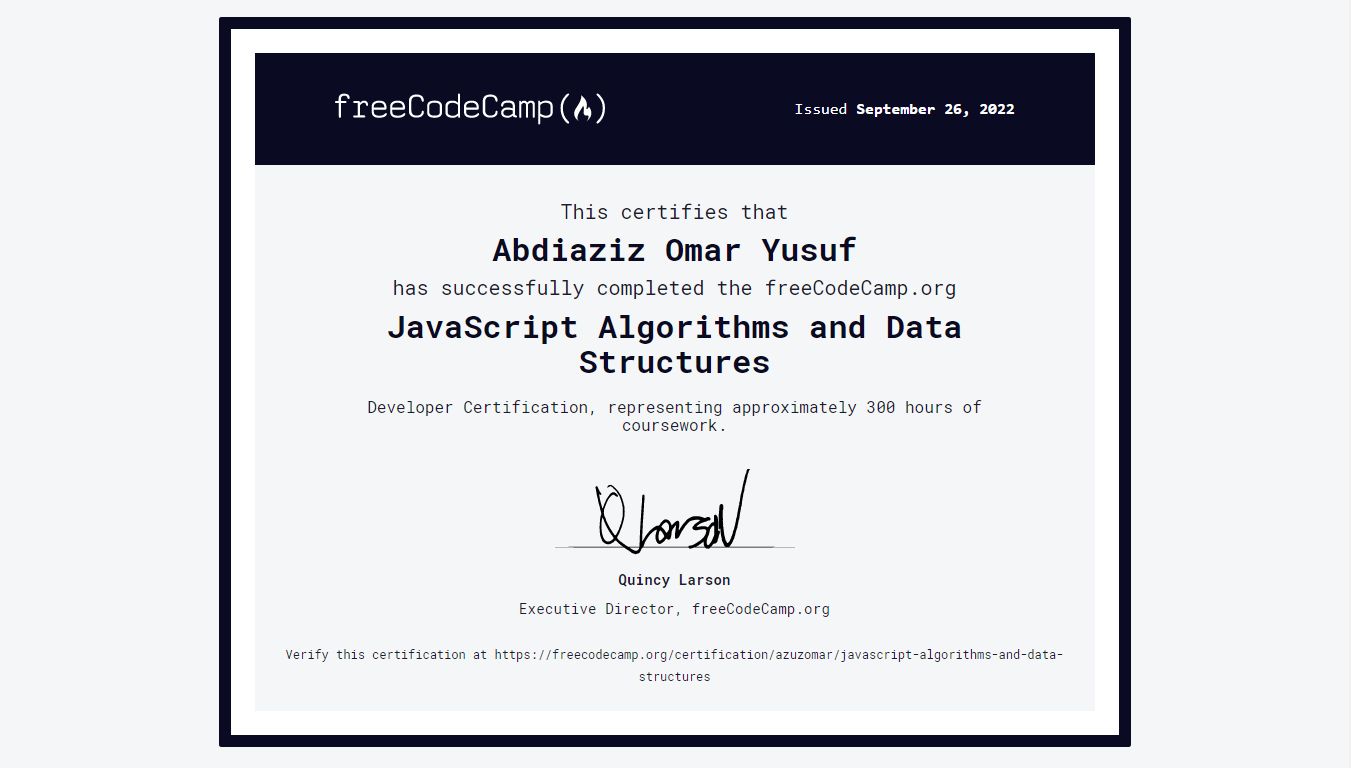 freeCodeCamp
Issued September 26, 2022
This certifies that
Abdiaziz Omar Yusuf
has successfully completed the freeCodeCamp.org
JavaScript Algorithms and Data
Structures
Developer Certification, representing approximately 300 hours of
coursework.
Q Larson
Quincy Larson
Executive Director, freeCodeCamp.org
Verify this certification at https://freecodecamp.org/certification/azuzomar/javascript-algorithms-and-data-
structures